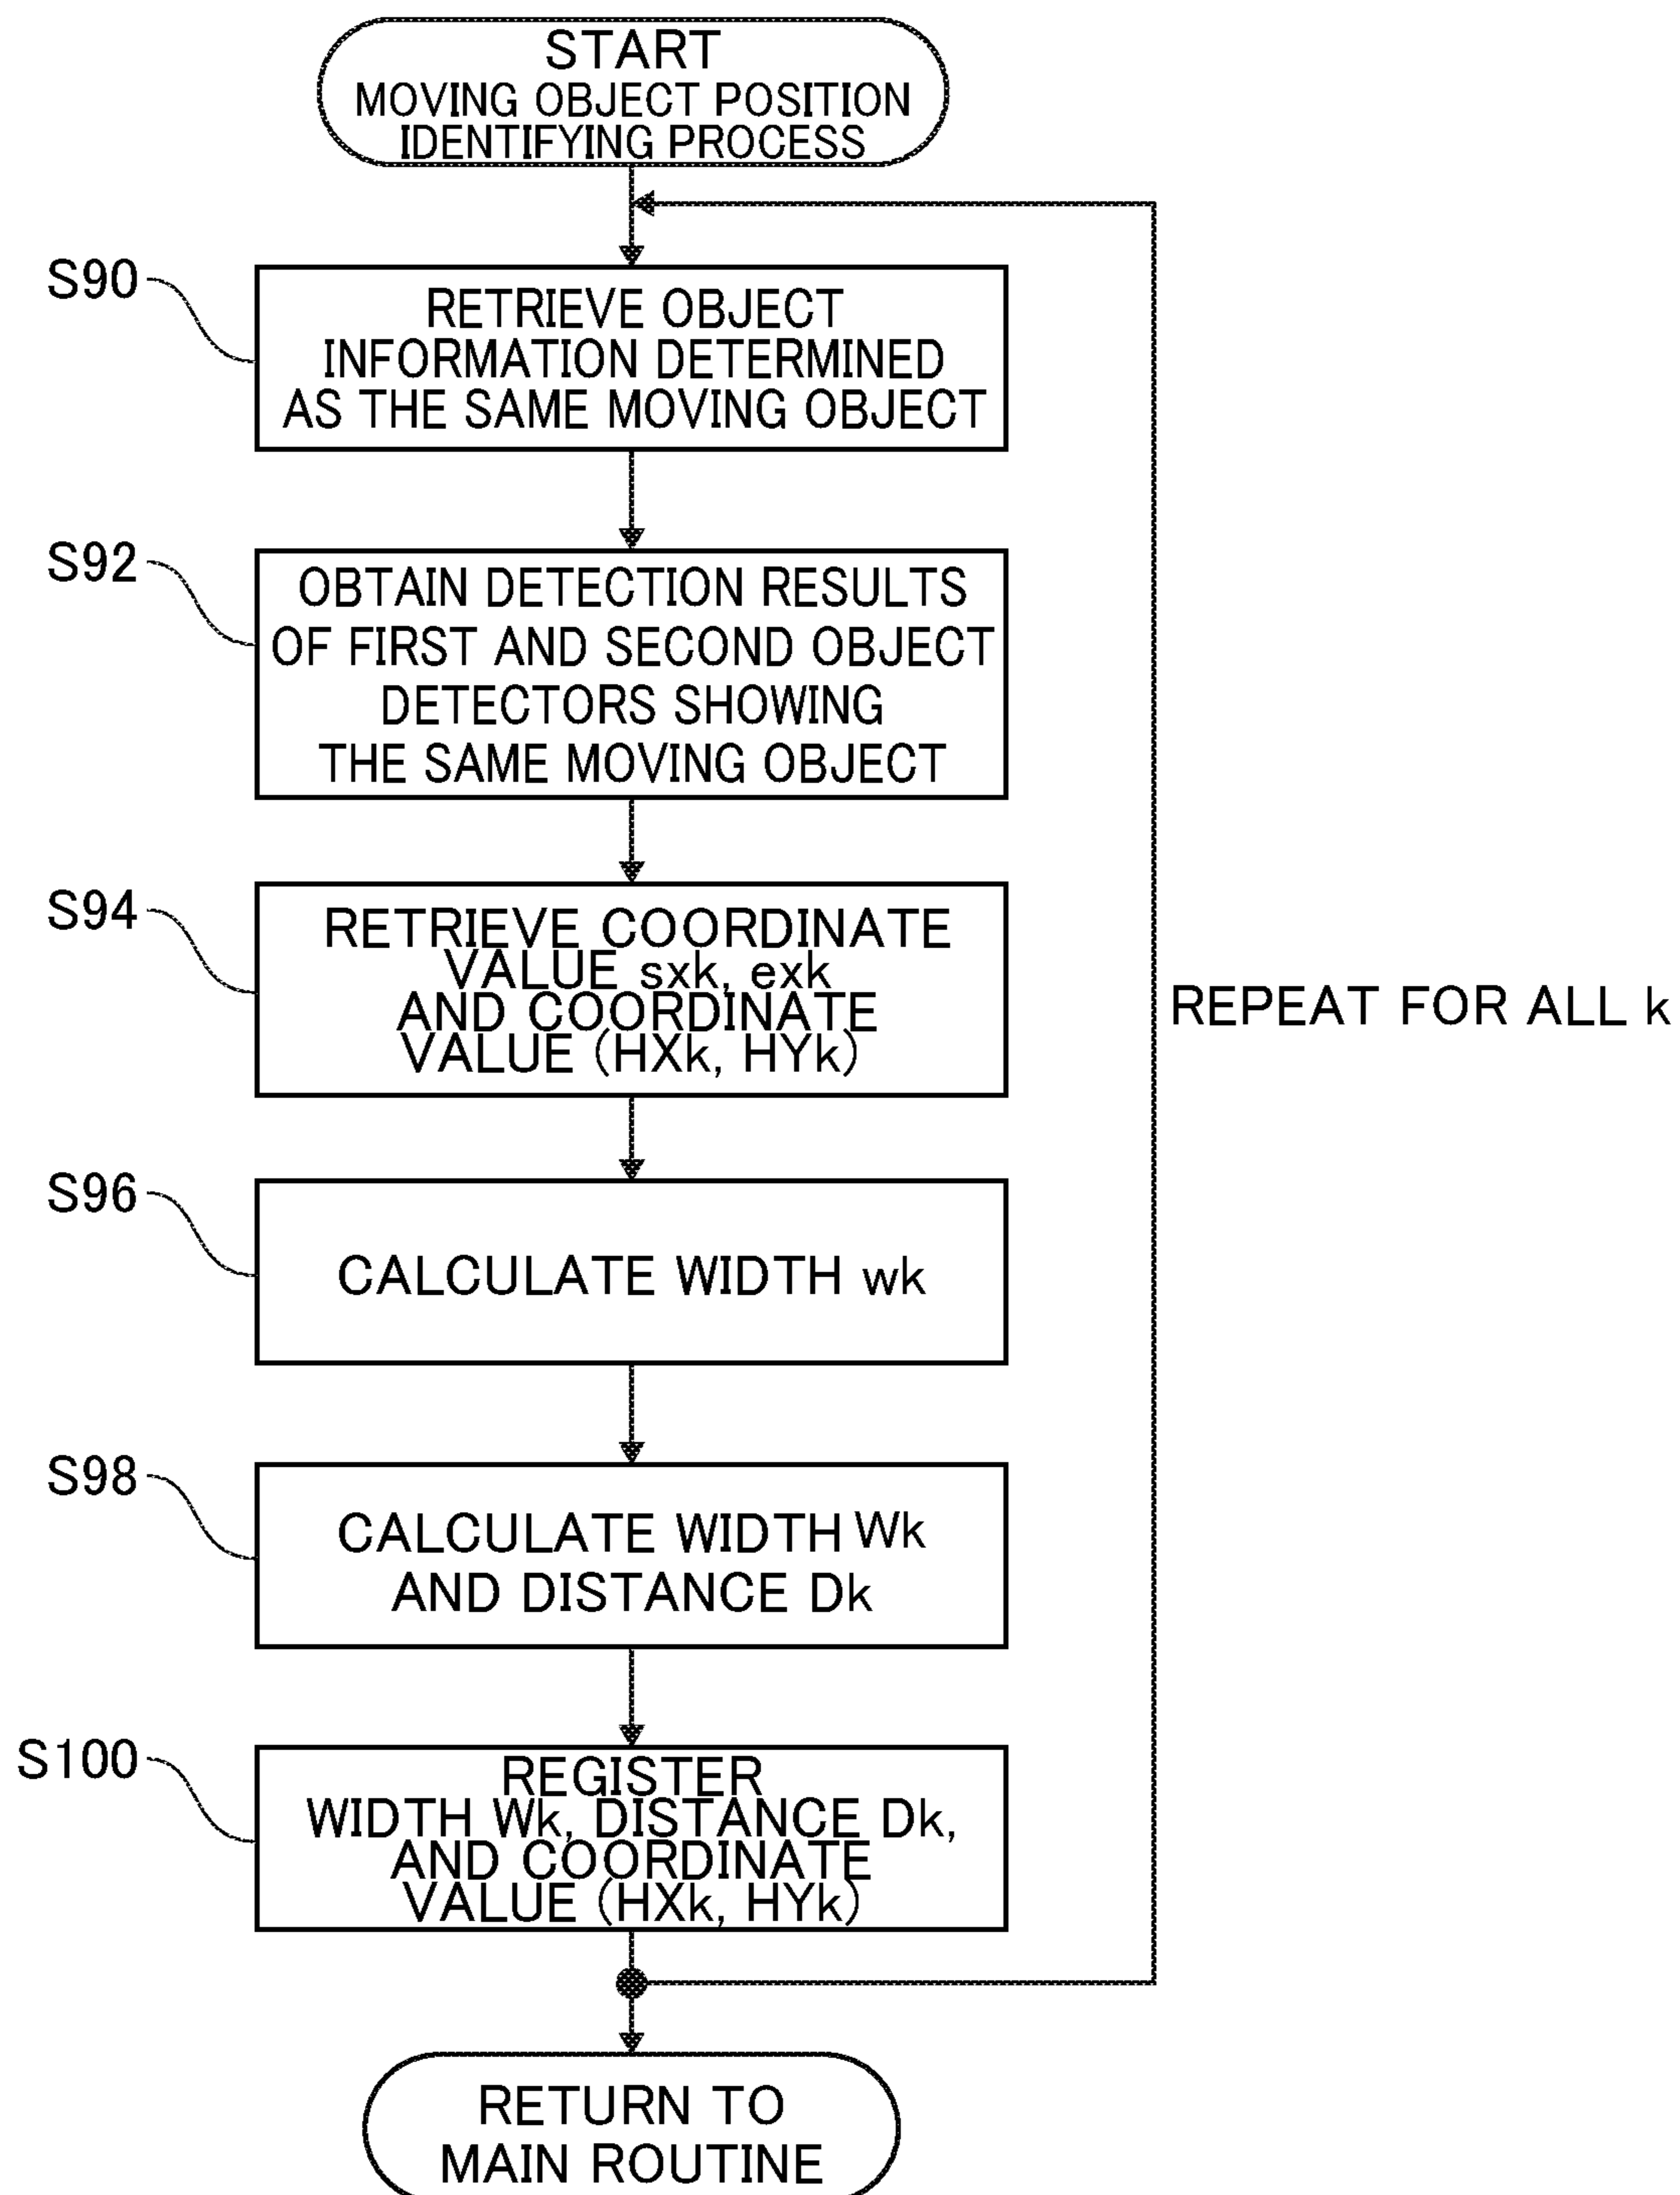 START
MOVING OBJECT POSITION
IDENTIFYING PROCESS
S90
RETRIEVE OBJECT
INFORMATION DETERMINED
AS THE SAME MOVING OBJECT
S92
OBTAIN DETECTION RESULTS
OF FIRST AND SECOND OBJECT
DETECTORS SHOWING
THE SAME MOVING OBJECT
S94
RETRIEVE COORDINATE
VALUE sxk, exk
AND COORDINATE
VALUE (HXk, HYk)
REPEAT FOR ALL k
S96
CALCULATE WIDTH wk
S98
CALCULATE WIDTH Wk
AND DISTANCE Dk
S100
REGISTER
WIDTH Wk, DISTANCE Dk,
AND COORDINATE
VALUE (HXk, HYk)
RETURN TO
MAIN ROUTINE